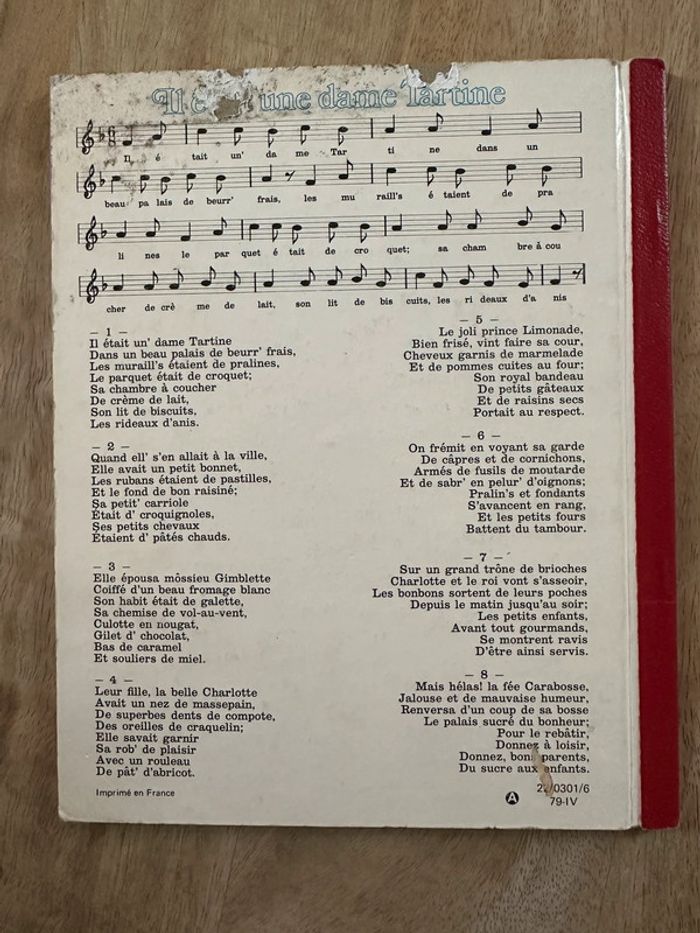 Il une dame Tartine
Il é tait un' da me Tar ti ne dans un
beau pa lais de beurr' frais, les mu raill's é taient de pra
li nes le par quet é tait de cro quet; sa cham bre à cou
cher de crè me de lait, son lit de bis cuits, les ri deaux d'a nis
– 1 –
Il était un' dame Tartine
Dans un beau palais de beurr' frais,
Les muraill's étaient de pralines,
Le parquet était de croquet;
Sa chambre à coucher
De crème de lait,
Son lit de biscuits,
Les rideaux d'anis.
– 2 –
Quand ell' s'en allait à la ville,
Elle avait un petit bonnet,
Les rubans étaient de pastilles,
Et le fond de bon raisiné;
Sa petit' carriole
Était d' croquignoles,
Ses petits chevaux
Étaient d' pâtés chauds.
– 3 –
Elle épousa môssieu Gimblette
Coiffé d'un beau fromage blanc
Son habit était de galette,
Sa chemise de vol-au-vent,
Culotte en nougat,
Gilet d' chocolat,
Bas de caramel
Et souliers de miel.
– 4 –
Leur fille, la belle Charlotte
Avait un nez de massepain,
De superbes dents de compote,
Des oreilles de craquelin;
Elle savait garnir
Sa rob' de plaisir
Avec un rouleau
De pât' d'abricot.
– 5 –
Le joli prince Limonade,
Bien frisé, vint faire sa cour,
Cheveux garnis de marmelade
Et de pommes cuites au four;
Son royal bandeau
De petits gâteaux
Et de raisins secs
Portait au respect.
– 6 –
On frémit en voyant sa garde
De câpres et de cornichons,
Armés de fusils de moutarde
Et de sabr' en pelur' d'oignons;
Pralin's et fondants
S'avancent en rang,
Et les petits fours
Battent du tambour.
– 7 –
Sur un grand trône de brioches
Charlotte et le roi vont s'asseoir,
Les bonbons sortent de leurs poches
Depuis le matin jusqu'au soir;
Les petits enfants,
Avant tout gourmands,
Se montrent ravis
D'être ainsi servis.
– 8 –
Mais hélas! la fée Carabosse,
Jalouse et de mauvaise humeur,
Renversa d'un coup de sa bosse
Le palais sucré du bonheur;
Pour le rebâtir,
Donnez à loisir,
Donnez, bons parents,
Du sucre aux enfants.
Imprimé en France
A
79-IV